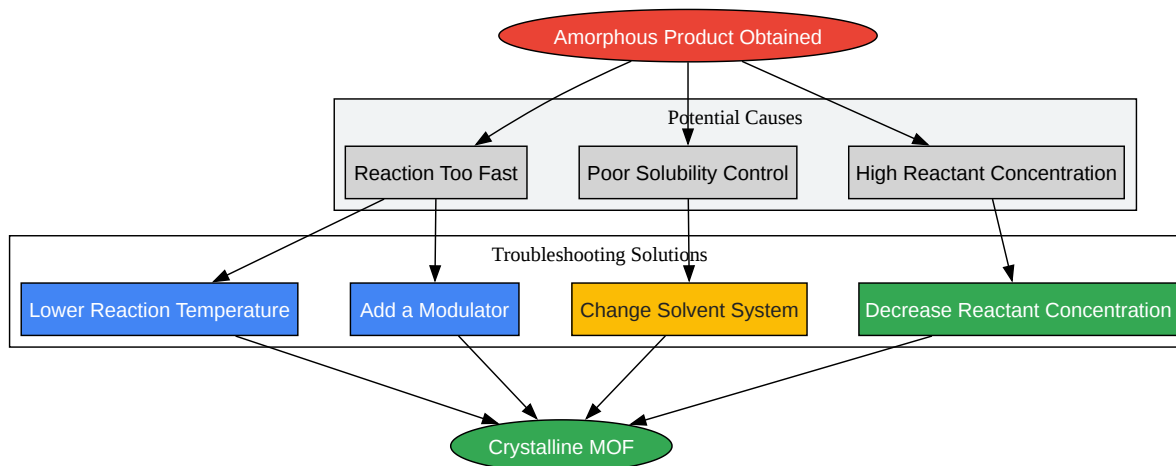 Amorphous Product Obtained
Potential Causes
Reaction Too Fast
Poor Solubility Control
High Reactant Concentration
Troubleshooting Solutions
Lower Reaction Temperature
Add a Modulator
Change Solvent System
Decrease Reactant Concentration
Crystalline MOF